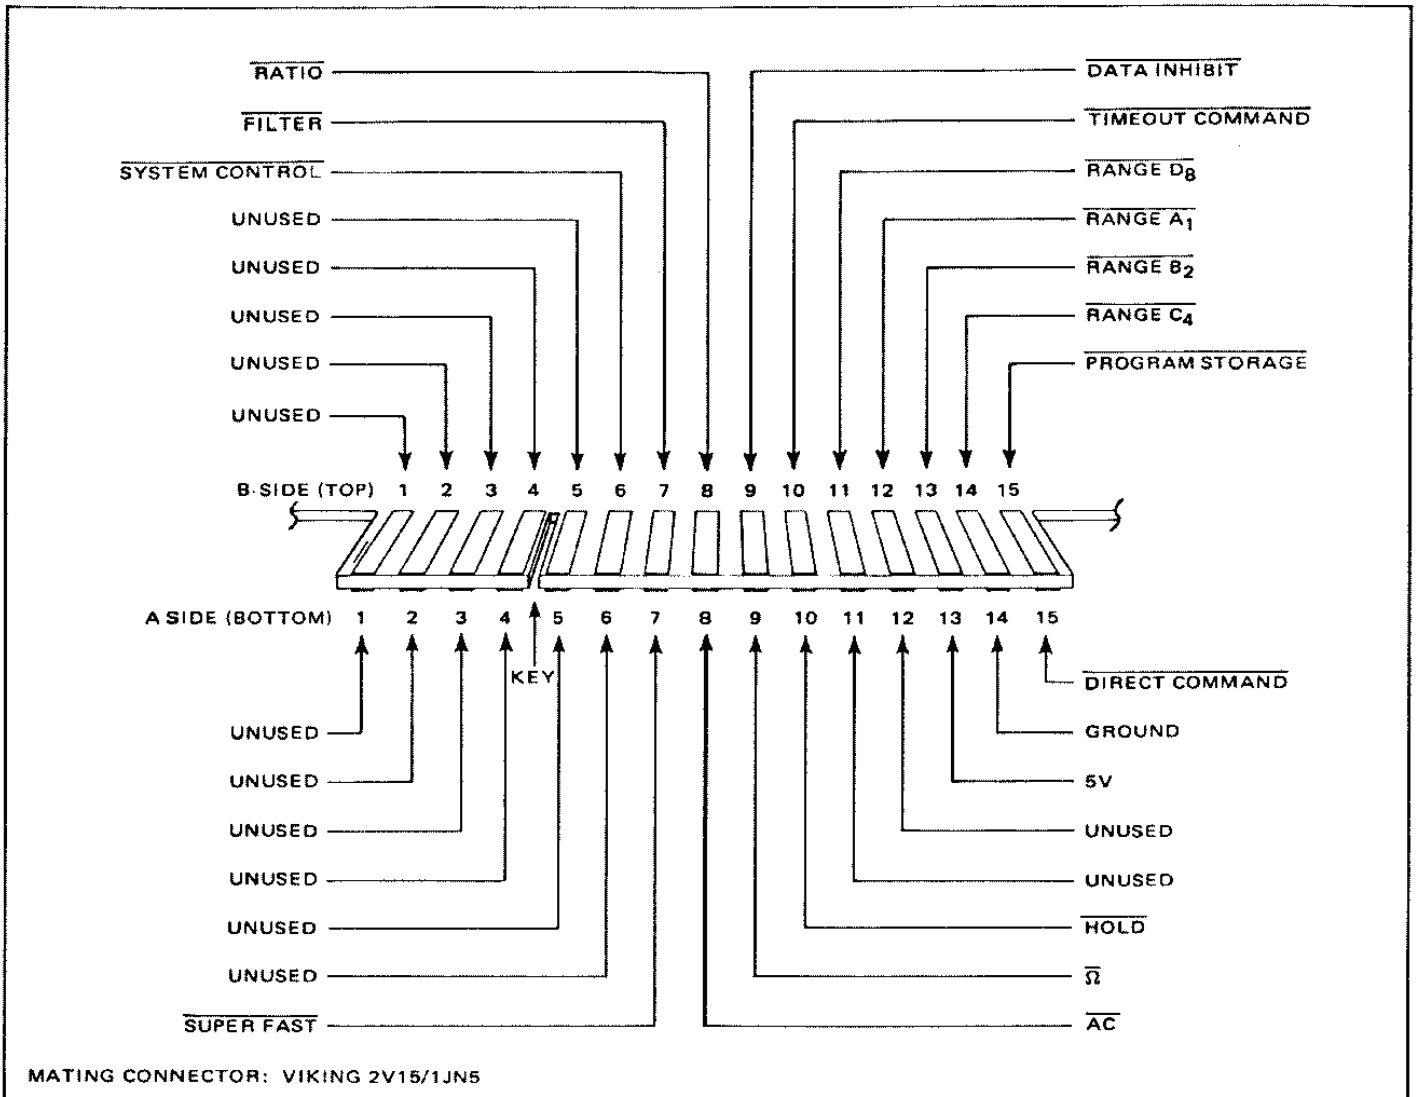 RATIO
DATA INHIBIT
FILTER
TIMEOUT COMMAND
SYSTEM CONTROL
RANGE D8
UNUSED
RANGE A1
UNUSED
RANGE B2
UNUSED
RANGE C4
UNUSED
PROGRAM STORAGE
UNUSED
B-SIDE (TOP) 1 2 3 4 5 6 7 8 9 10 11 12 13 14 15
A SIDE (BOTTOM) 1 2 3 4 5 6 7 8 9 10 11 12 13 14 15
KEY
DIRECT COMMAND
UNUSED
GROUND
UNUSED
5V
UNUSED
UNUSED
UNUSED
UNUSED
UNUSED
HOLD
UNUSED
Ω
SUPER FAST
AC
MATING CONNECTOR: VIKING 2V15/1JN5